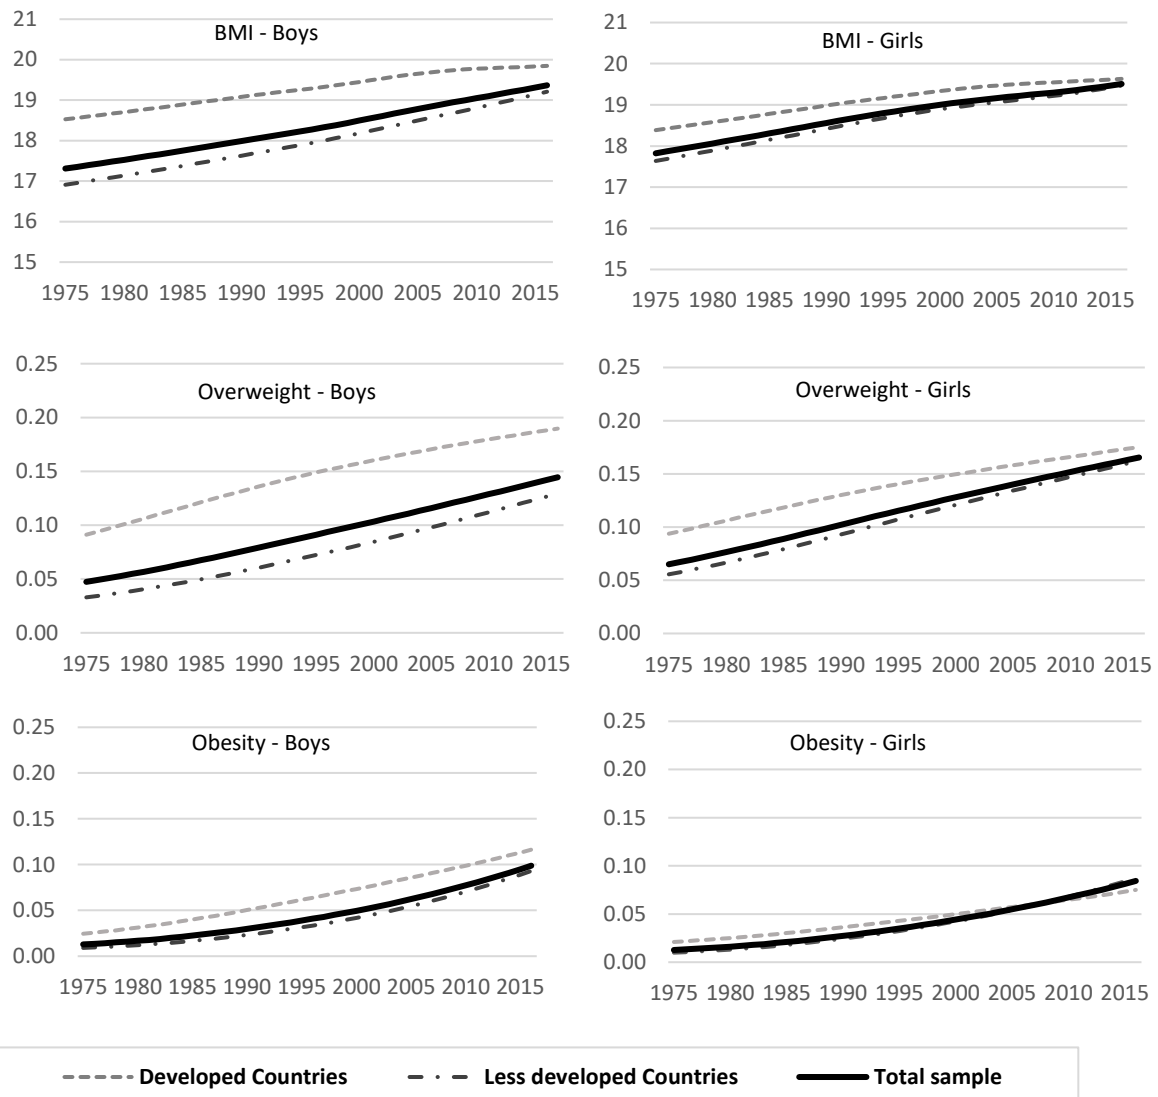 BMI - Boys
21
20
19
18
17
16
15
1975 1980 1985 1990 1995 2000 2005 2010 2015
BMI - Girls
21
20
19
18
17
16
15
1975 1980 1985 1990 1995 2000 2005 2010 2015
Overweight - Boys
0.25
0.20
0.15
0.10
0.05
0.00
1975 1980 1985 1990 1995 2000 2005 2010 2015
Overweight - Girls
0.25
0.20
0.15
0.10
0.05
0.00
1975 1980 1985 1990 1995 2000 2005 2010 2015
Obesity - Boys
0.25
0.20
0.15
0.10
0.05
0.00
1975 1980 1985 1990 1995 2000 2005 2010 2015
Obesity - Girls
0.25
0.20
0.15
0.10
0.05
0.00
1975 1980 1985 1990 1995 2000 2005 2010 2015
Developed Countries Less developed Countries Total sample